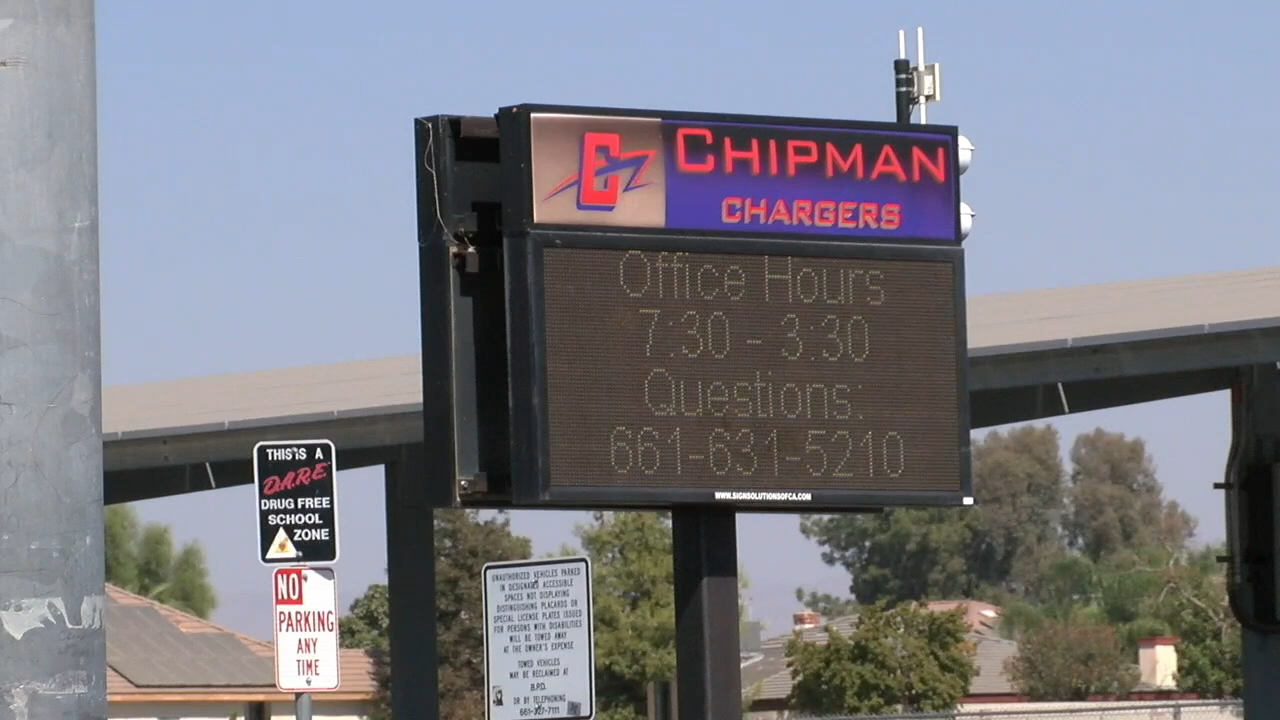 C
CHIPMAN
CHARGERS
Office Hours
7:30 - 3:30
Questions:
661-631-5210
WWW.SIGNSOLUTIONSOFCA.COM
THIS IS A
D.A.R.E.
DRUG FREE
SCHOOL
ZONE
NO
PARKING
ANY
TIME
UNAUTHORIZED VEHICLES PARKED
IN DESIGNATED ACCESSIBLE
SPACES NOT DISPLAYING
DISTINGUISHING PLACARDS OR
SPECIAL LICENSE PLATES ISSUED
FOR PERSONS WITH DISABILITIES
WILL BE TOWED AWAY
AT THE OWNER'S EXPENSE
TOWED VEHICLES
MAY BE RECLAIMED AT
B.P.D.
OR BY TELEPHONING
661-327-7111